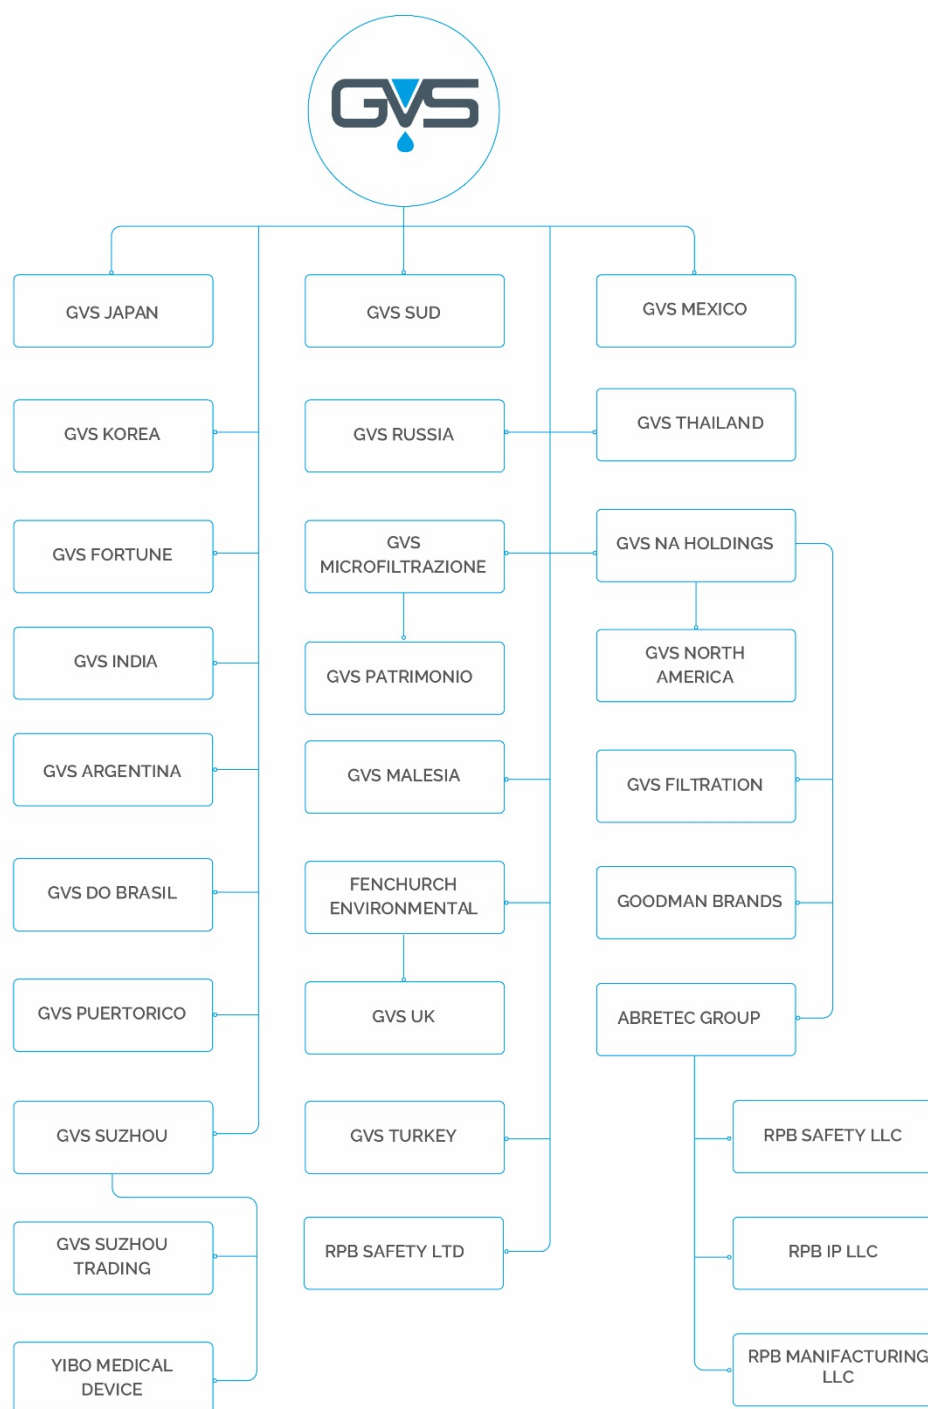 GVS
GVS JAPAN
GVS SUD
GVS MEXICO
GVS KOREA
GVS RUSSIA
GVS THAILAND
GVS FORTUNE
GVS
MICROFILTRAZIONE
GVS NA HOLDINGS
GVS INDIA
GVS PATRIMONIO
GVS NORTH
AMERICA
GVS ARGENTINA
GVS MALESIA
GVS FILTRATION
GVS DO BRASIL
FENCHURCH
ENVIRONMENTAL
GOODMAN BRANDS
GVS PUERTORICO
GVS UK
ABRETEC GROUP
GVS SUZHOU
GVS TURKEY
RPB SAFETY LLC
GVS SUZHOU
TRADING
RPB SAFETY LTD
RPB IP LLC
YIBO MEDICAL
DEVICE
RPB MANIFACTURING
LLC